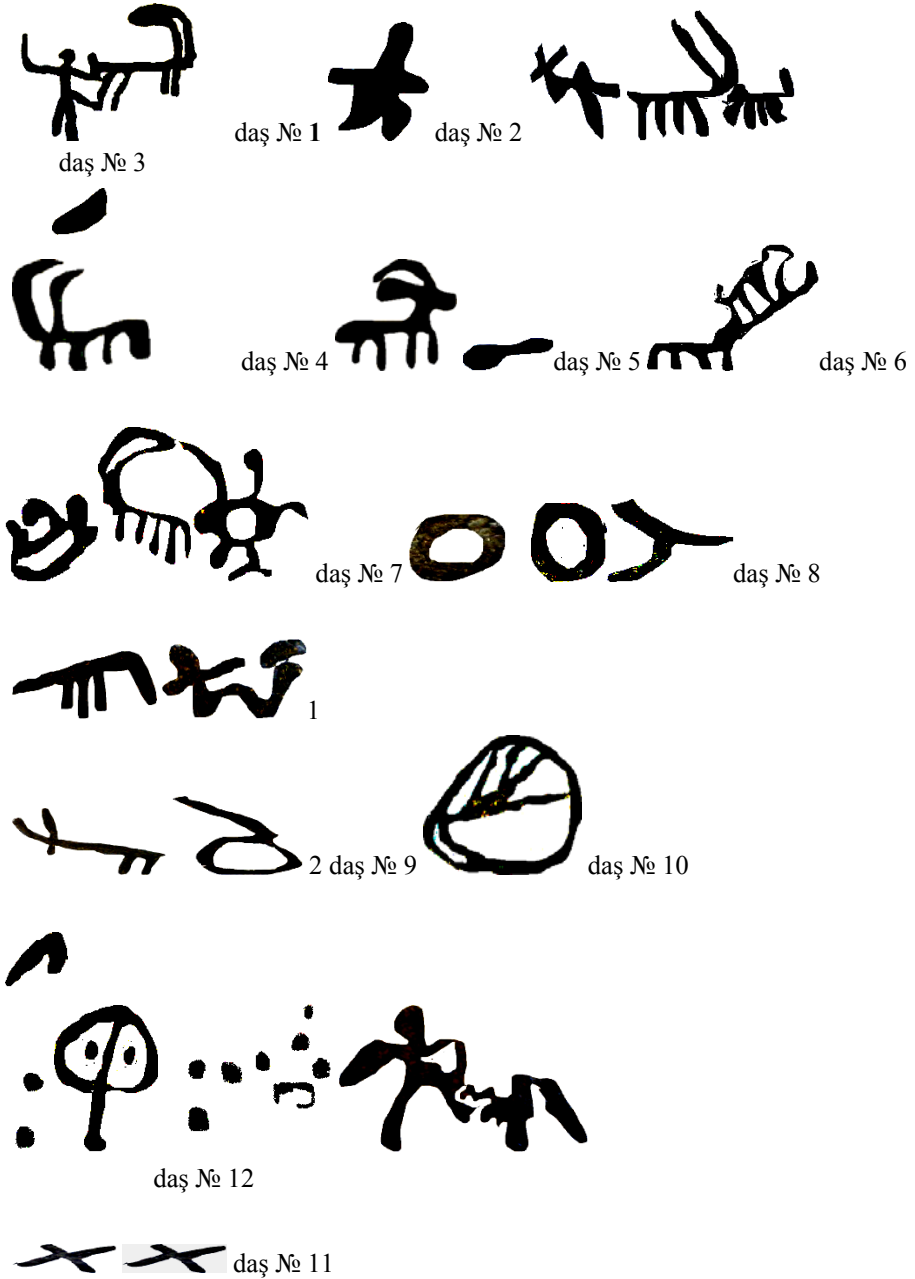 daş № 1 daş № 2
daş № 3
daş № 4 daş № 5 daş № 6
daş № 7 daş № 8
1
2 daş № 9 daş № 10
daş № 12
daş № 11